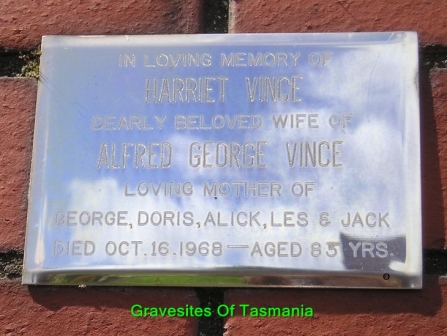 IN LOVING MEMORY OF
HARRIET VINCE
DEARLY BELOVED WIFE OF
ALFRED GEORGE VINCE
LOVING MOTHER OF
GEORGE, DORIS, ALICK, LES & JACK
DIED OCT. 16. 1968 — AGED 83 YRS.
Gravesites Of Tasmania